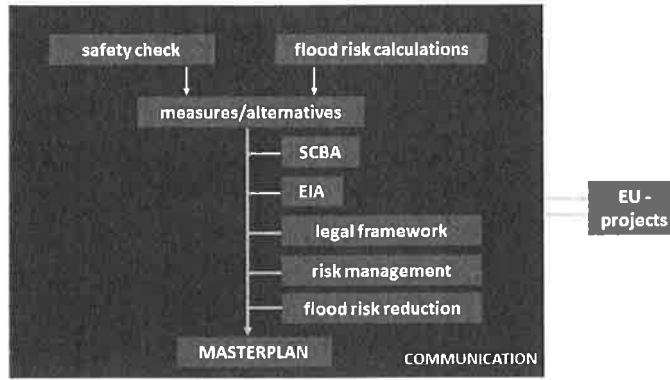 safety check
flood risk calculations
measures/alternatives
SCBA
EIA
legal framework
risk management
flood risk reduction
MASTERPLAN
COMMUNICATION
EU -
projects